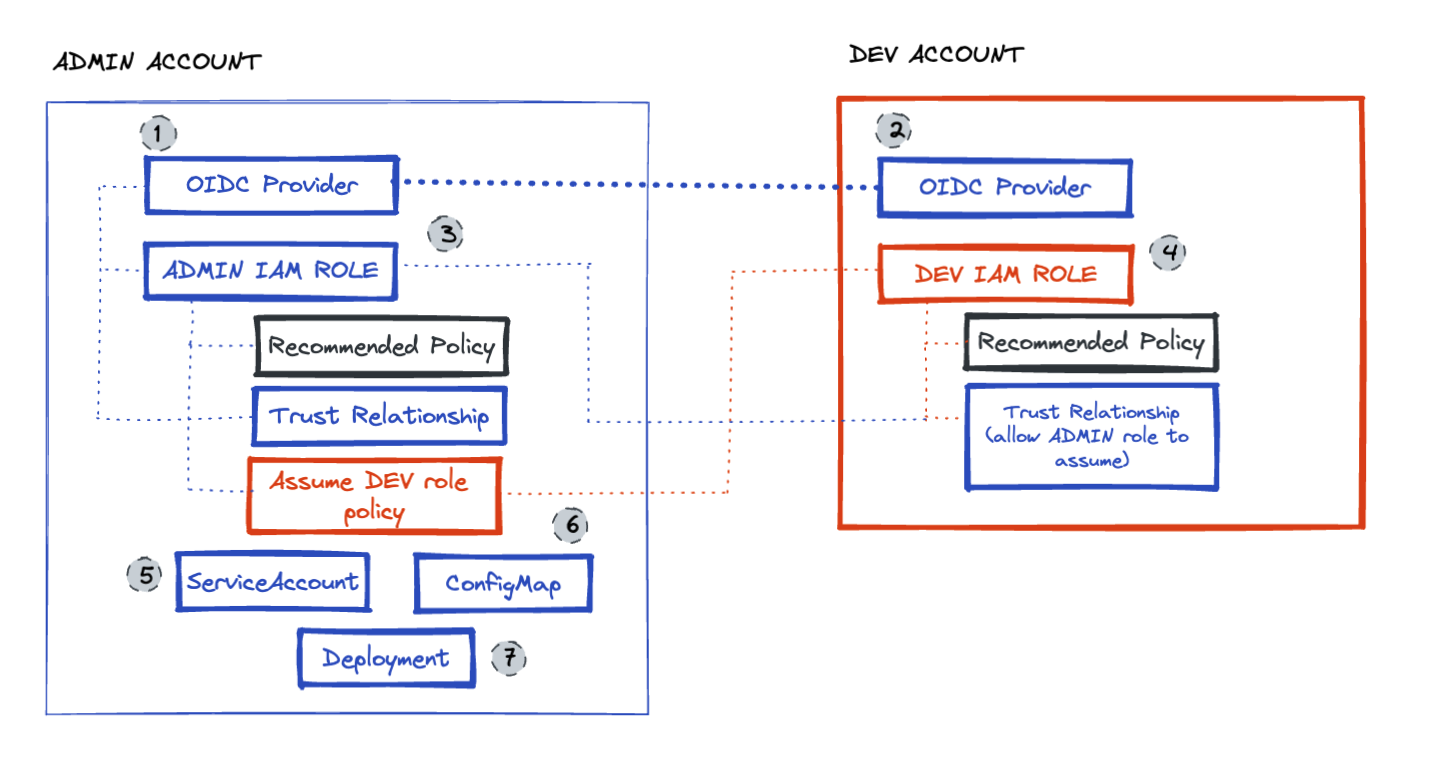 ADMIN ACCOUNT
DEV ACCOUNT
1
OIDC Provider
2
OIDC Provider
3
ADMIN IAM ROLE
4
DEV IAM ROLE
Recommended Policy
Recommended Policy
Trust Relationship
Trust Relationship
(allow ADMIN role to
assume)
Assume DEV role
policy
5
ServiceAccount
6
ConfigMap
Deployment
7